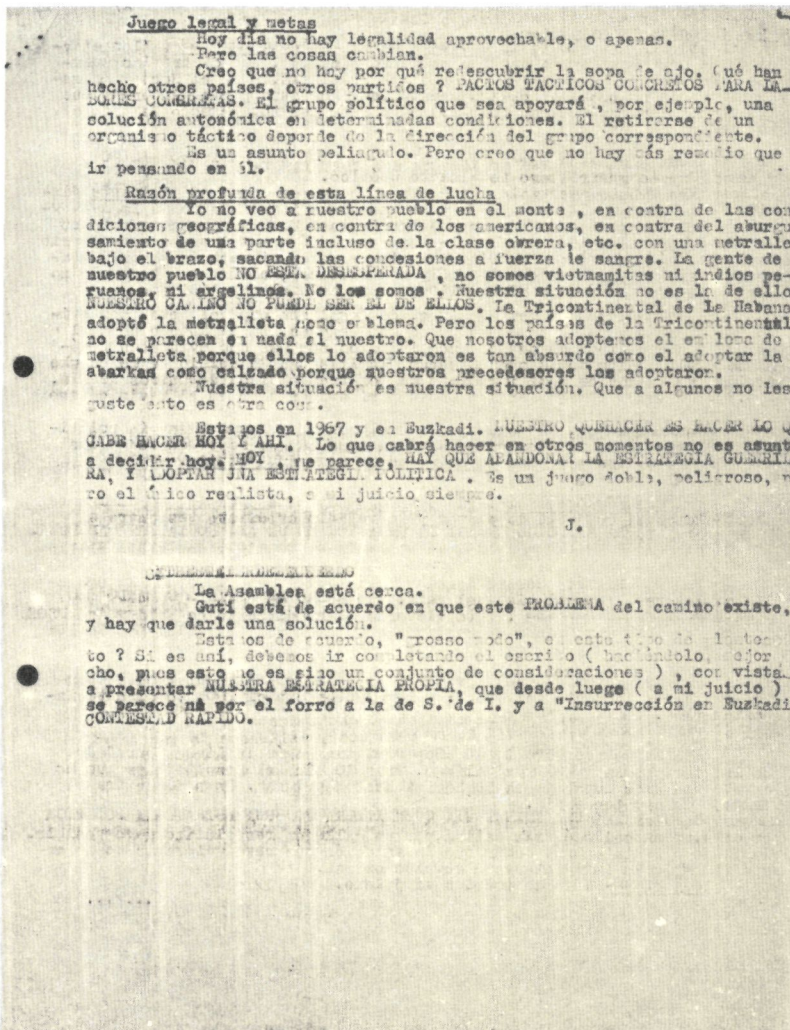 Juego legal y metas
Hoy día no hay legalidad aprovechable, o apenas.
Pero las cosas cambian.
Creo que no hay por qué redescubrir la sopa de ajo. Qué han
hecho otros países, otros partidos ? PACTOS TACTICOS CONCRETOS PARA LA-
BORES CONCRETAS. El grupo político que sea apoyará , por ejemplo, una
solución autonómica en determinadas condiciones. El retirerse de un
organismo táctico depende de la dirección del grupo correspondiente.
Es un asunto peliagudo. Pero creo que no hay más remedio que
ir pensando en él.
Razón profunda de esta línea de lucha
Yo no veo a nuestro pueblo en el monte , en contra de las con
diciones geográficas, en contra de los americanos, en contra del aburgu
samiento de una parte incluso de la clase obrera, etc. con una metralle
bajo el brazo, sacando las concesiones a fuerza de sangre. La gente de
nuestro pueblo NO ESTA DESESPERADA , no somos vietnamitas ni indios pe-
ruanos, ni argelinos. No los somos . Nuestra situación no es la de ello
NUESTRO CAMINO NO PUEDE SER EL DE ELLOS. La Tricontinental de La Habana
adoptó la metralleta como emblema. Pero los países de la Tricontinental
no se parecen en nada al nuestro. Que nosotros adoptemos el emblema de
metralleta porque ellos lo adoptaron es tan absurdo como el adoptar la
abarkas como calzado porque nuestros precedesores las adoptaron.
Nuestra situación es nuestra situación. Que a algunos no les
guste esto es otra cosa.
Estamos en 1967 y en Euzkadi. NUESTRO QUEHACER ES HACER LO Q
CABE HACER HOY Y AHI. Lo que cabrá hacer en otros momentos no es asunt
a decidir hoy. HOY , me parece, HAY QUE ABANDONAR LA ESTRATEGIA GUERRIL
RA, Y ADOPTAR UNA ESTRATEGIA POLITICA . Es un juego doble, peligroso,
ro el único realista, a mi juicio siempre.
J.
La Asamblea está cerca.
Guti está de acuerdo en que este PROBLEMA del camino existe,
y hay que darle una solución.
Estamos de acuerdo, "grosso modo", en este tipo de
to ? Si es así, debemos ir completando el escrito ( haciéndolo, mejor
cho, pues esto no es sino un conjunto de consideraciones ) , con vista
a presentar NUESTRA ESTRATEGIA PROPIA, que desde luego ( a mi juicio )
se parece ni por el forro a la de S. de I. y a "Insurrección en Euzkadi
CONTESTAD RAPIDO.